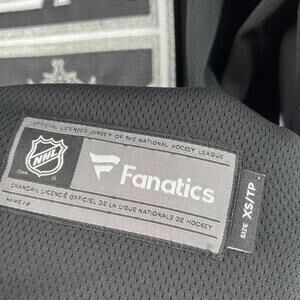 OFFICIAL LICENSED JERSEY OF THE NATIONAL HOCKEY LEAGUE
NHL
Fanatics
CHANDAIL LICENCIÉ OFFICIEL DE LA LIGUE NATIONALE DE HOCKEY
SIZE XS/TP